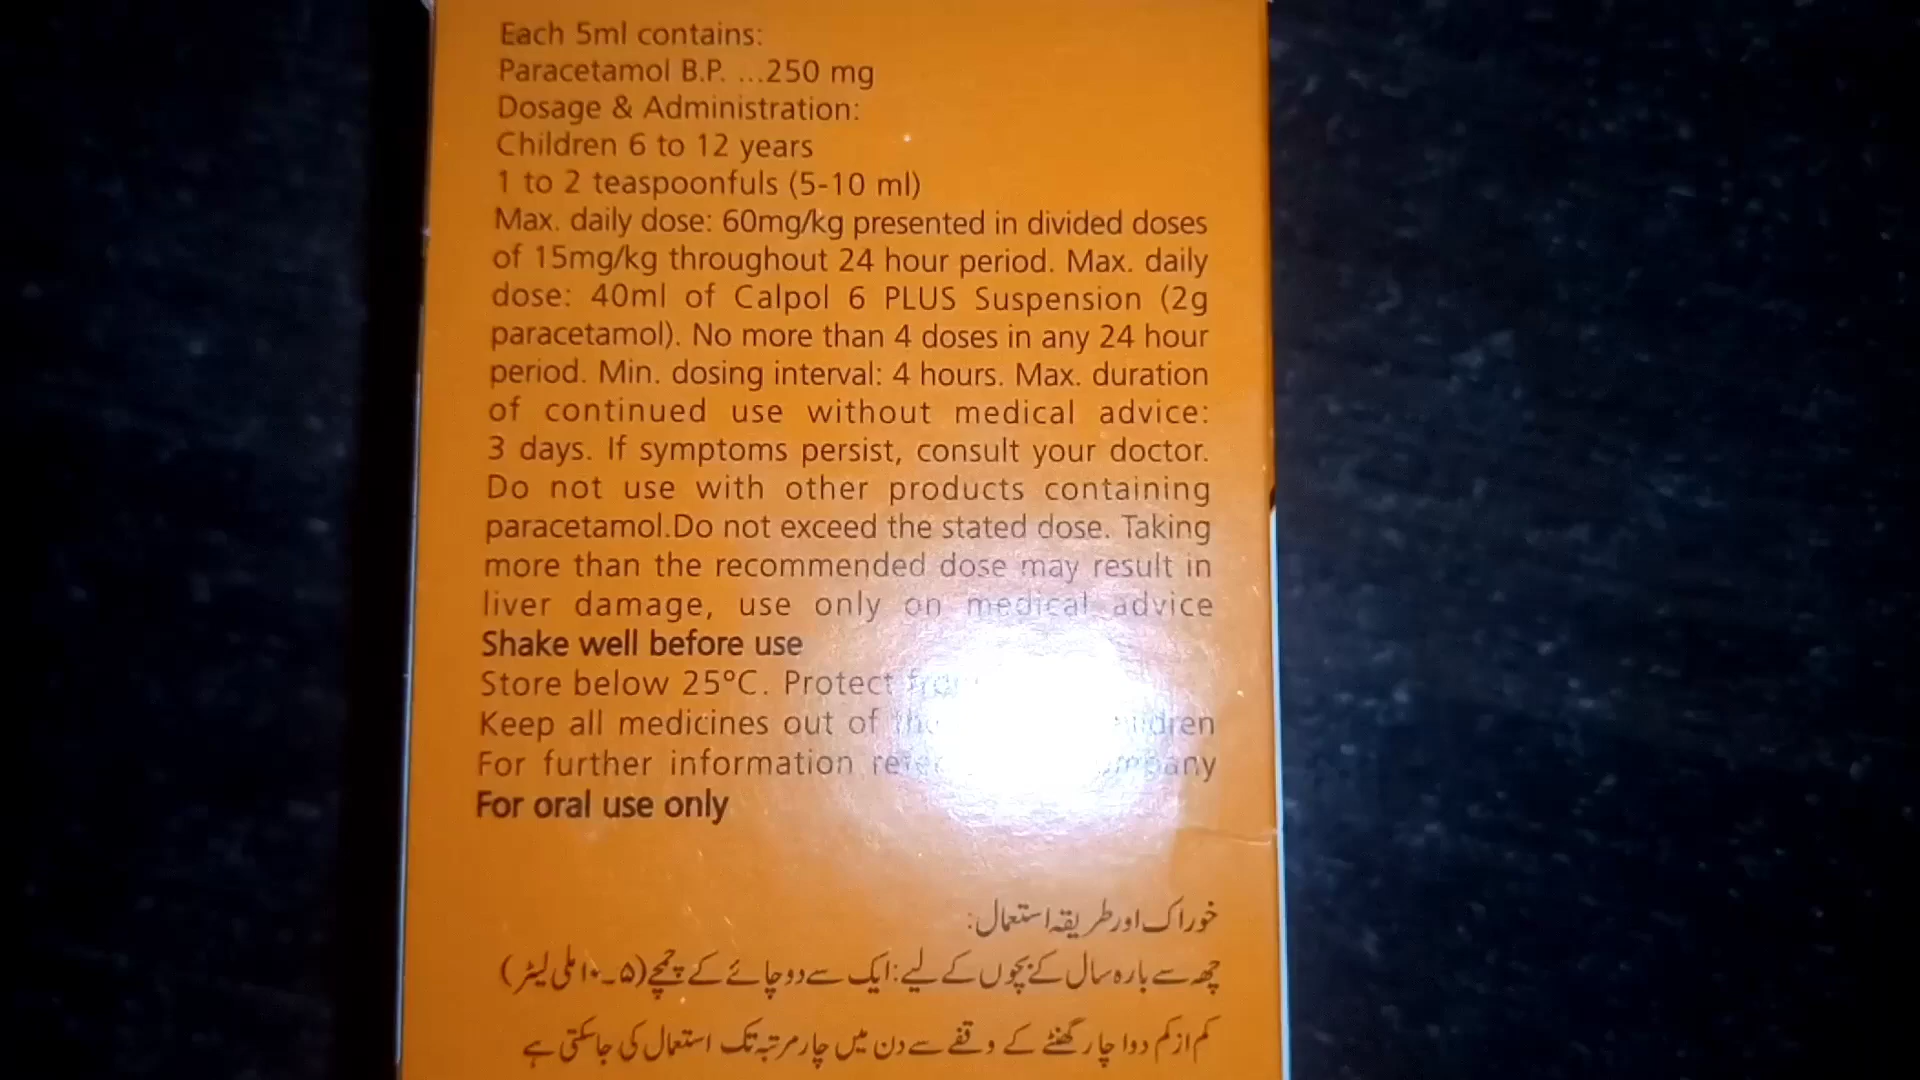 Each 5ml contains:
Paracetamol B.P. ...250 mg
Dosage & Administration:
Children 6 to 12 years
1 to 2 teaspoonfuls (5-10 ml)
Max. daily dose: 60mg/kg presented in divided doses
of 15mg/kg throughout 24 hour period. Max. daily
dose: 40ml of Calpol 6 PLUS Suspension (2g
paracetamol). No more than 4 doses in any 24 hour
period. Min. dosing interval: 4 hours. Max. duration
of continued use without medical advice:
3 days. If symptoms persist, consult your doctor.
Do not use with other products containing
paracetamol.Do not exceed the stated dose. Taking
more than the recommended dose may result in
liver damage, use only on medical advice
Shake well before use
Store below 25°C. Protect
Keep all medicines out of
For further information
For oral use only
خوراک اور طریقہ استعمال:
چھ سے بارہ سال کے بچوں کے لیے: ایک سے دو چائے کے چمچے (۵-۱۰ ملی لیٹر)
کم از کم دوا چار گھنٹے کے وقفے سے دن میں چار مرتبہ تک استعمال کی جاسکتی ہے